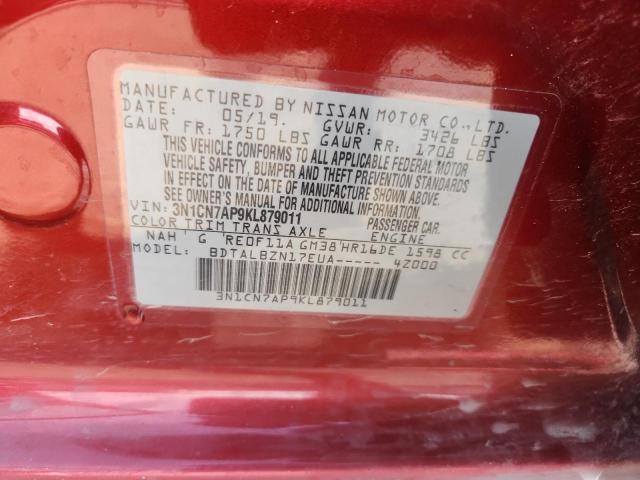 MANUFACTURED BY NISSAN MOTOR CO.,LTD.
DATE: 05/19. GVWR: 3426 LBS
GAWR FR: 1750 LBS GAWR RR: 1708 LBS
THIS VEHICLE CONFORMS TO ALL APPLICABLE FEDERAL MOTOR
VEHICLE SAFETY, BUMPER AND THEFT PREVENTION STANDARDS
IN EFFECT ON THE DATE OF MANUFACTURE SHOWN ABOVE.
SEE OWNER'S MANUAL FOR ADDITIONAL INFORMATION
VIN: 3N1CN7AP9KL879011 PASSENGER CAR
COLOR TRIM TRANS AXLE ENGINE
NAH G RE0F11A GM38 HR16DE 1598 CC
BDTALBZN17EUA----- 4Z000
3N1CN7AP9KL879011